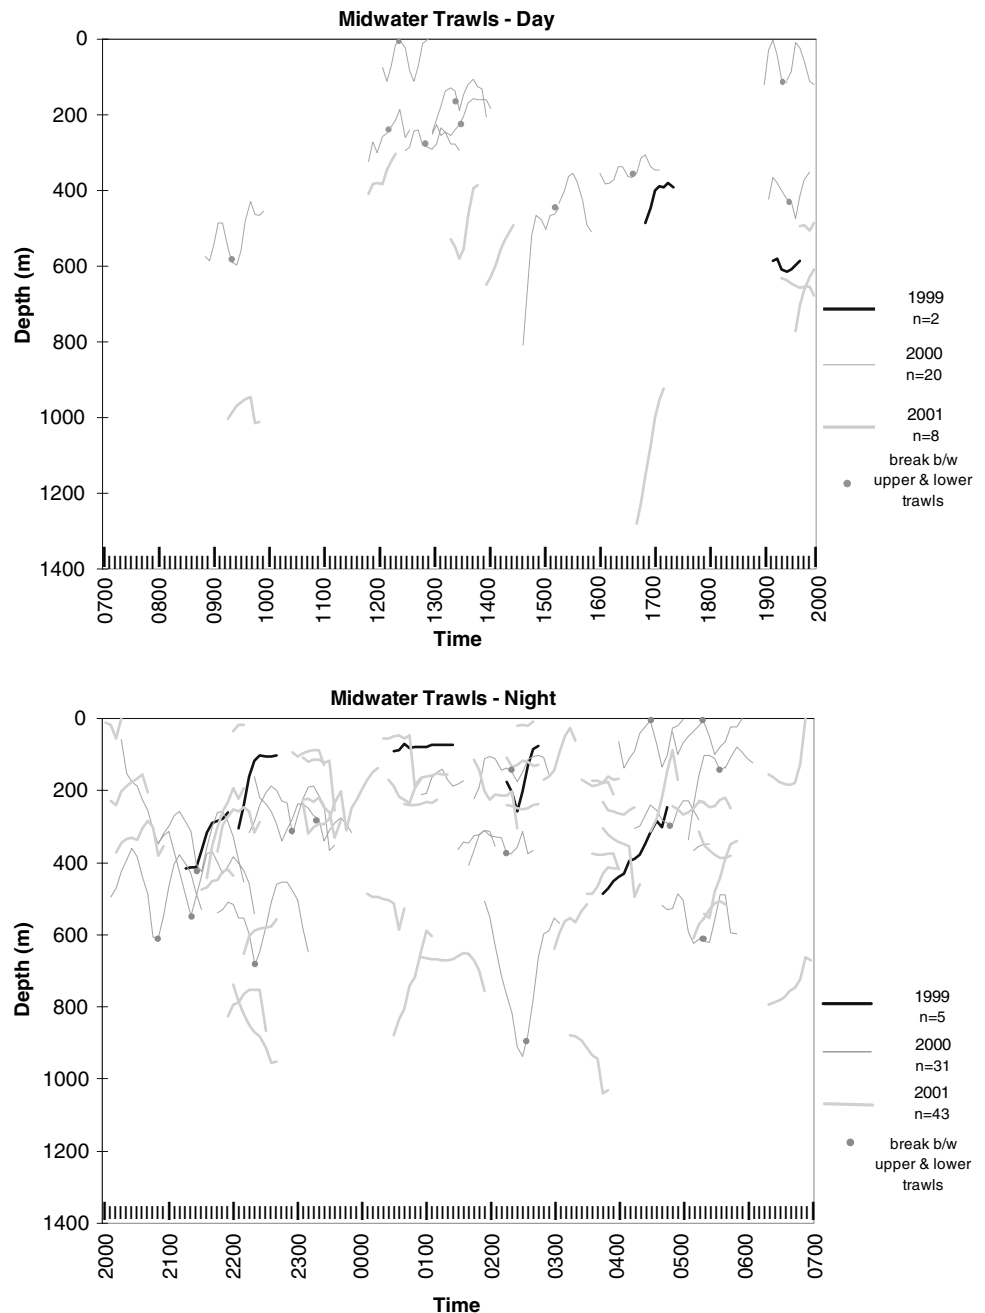 Midwater Trawls - Day
0
200
400
600
800
1000
1200
1400
Depth (m)
0700
0800
0900
1000
1100
1200
1300
1400
1500
1600
1700
1800
1900
2000
Time
1999
n=2
2000
n=20
2001
n=8
break b/w
upper & lower
trawls
Midwater Trawls - Night
0
200
400
600
800
1000
1200
1400
Depth (m)
2000
2100
2200
2300
0000
0100
0200
0300
0400
0500
0600
0700
Time
1999
n=5
2000
n=31
2001
n=43
break b/w
upper & lower
trawls